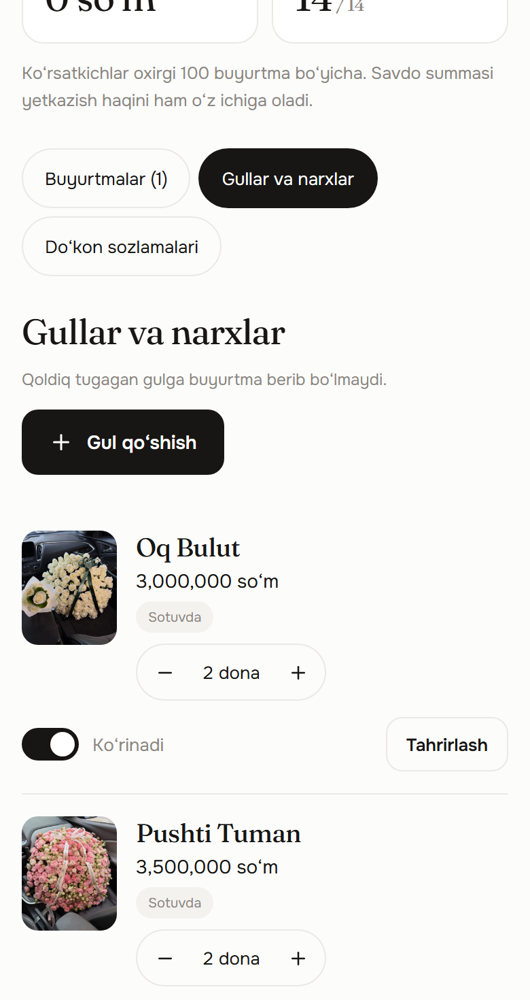 0 so‘m
14/14
Ko‘rsatkichlar oxirgi 100 buyurtma bo‘yicha. Savdo summasi
yetkazish haqini ham o‘z ichiga oladi.
Buyurtmalar (1)
Gullar va narxlar
Do‘kon sozlamalari
Gullar va narxlar
Qoldiq tugagan gulga buyurtma berib bo‘lmaydi.
+ Gul qo‘shish
Oq Bulut
3,000,000 so‘m
Sotuvda
− 2 dona +
Ko‘rinadi
Tahrirlash
Pushti Tuman
3,500,000 so‘m
Sotuvda
− 2 dona +